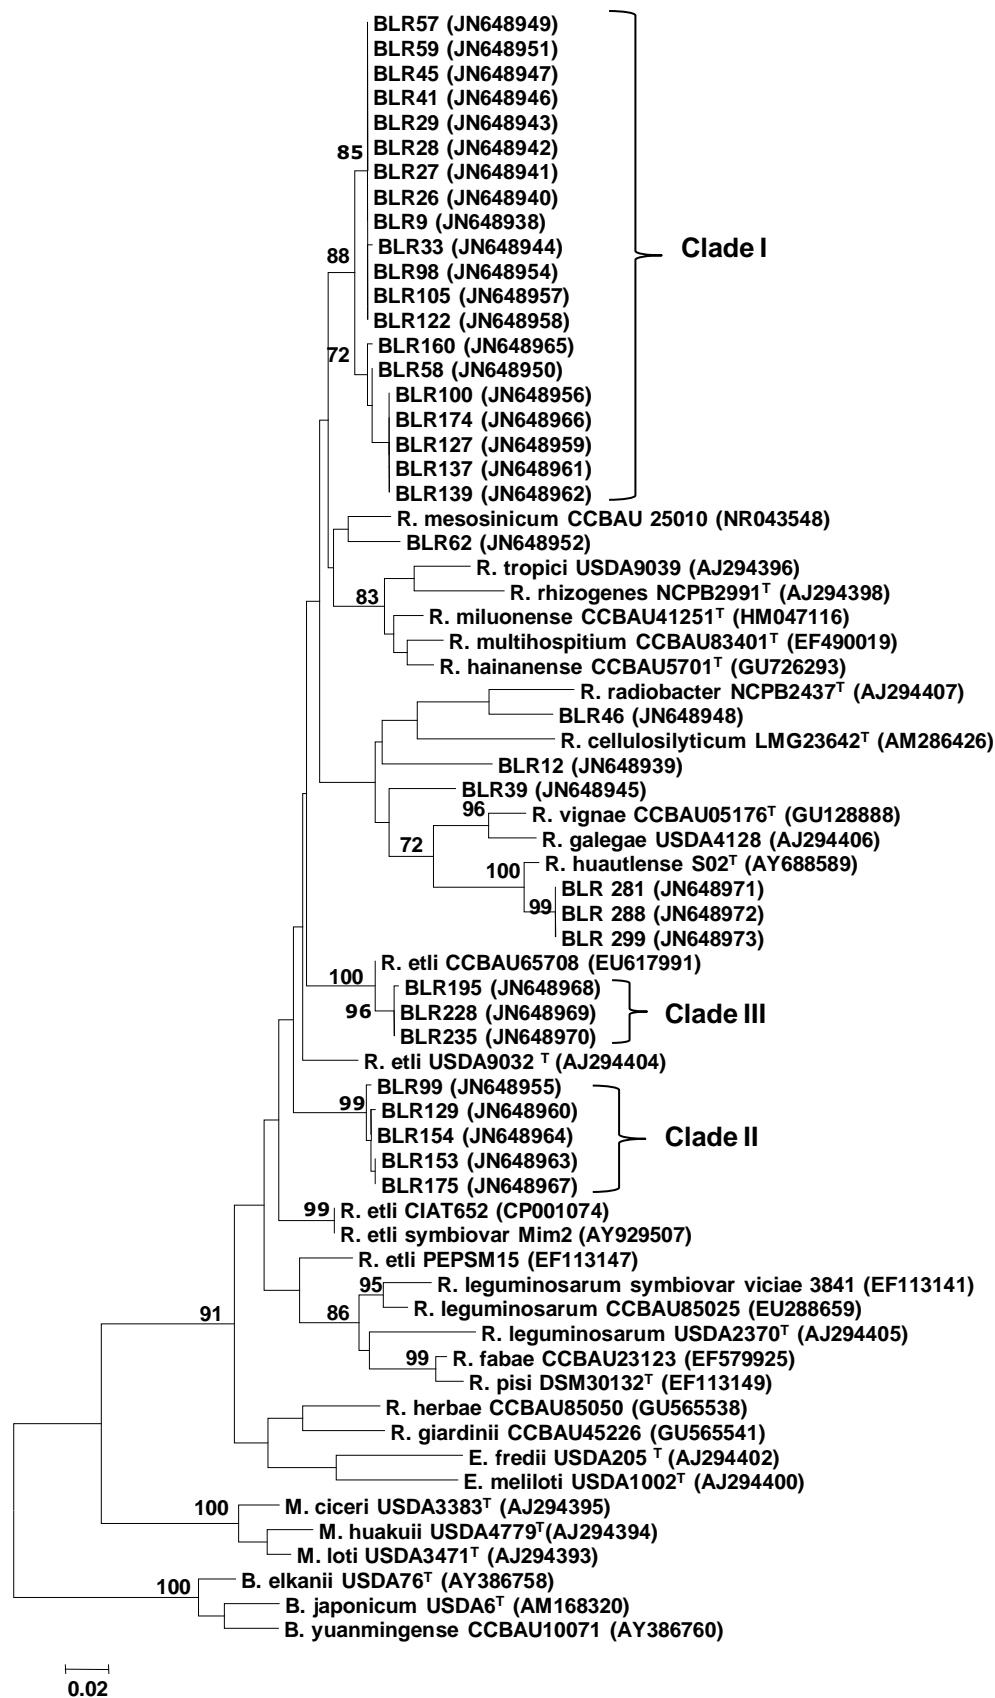 BLR57 (JN648949)
BLR59 (JN648951)
BLR45 (JN648947)
BLR41 (JN648946)
BLR29 (JN648943)
BLR28 (JN648942)
85
BLR27 (JN648941)
BLR26 (JN648940)
BLR9 (JN648938)
BLR33 (JN648944)
Clade I
88
BLR98 (JN648954)
BLR105 (JN648957)
BLR122 (JN648958)
BLR160 (JN648965)
72
BLR58 (JN648950)
BLR100 (JN648956)
BLR174 (JN648966)
BLR127 (JN648959)
BLR137 (JN648961)
BLR139 (JN648962)
R. mesosinicum CCBAU 25010 (NR043548)
BLR62 (JN648952)
R. tropici USDA9039 (AJ294396)
83
R. rhizogenes NCPB2991ᵀ (AJ294398)
R. miluonense CCBAU41251ᵀ (HM047116)
R. multihospitium CCBAU83401ᵀ (EF490019)
R. hainanense CCBAU5701ᵀ (GU726293)
R. radiobacter NCPB2437ᵀ (AJ294407)
BLR46 (JN648948)
R. cellulosilyticum LMG23642ᵀ (AM286426)
BLR12 (JN648939)
BLR39 (JN648945)
96
R. vignae CCBAU05176ᵀ (GU128888)
72
R. galegae USDA4128 (AJ294406)
R. huautlense S02ᵀ (AY688589)
100
BLR 281 (JN648971)
99
BLR 288 (JN648972)
BLR 299 (JN648973)
R. etli CCBAU65708 (EU617991)
100
BLR195 (JN648968)
96
BLR228 (JN648969)
Clade III
BLR235 (JN648970)
R. etli USDA9032 ᵀ (AJ294404)
BLR99 (JN648955)
99
BLR129 (JN648960)
BLR154 (JN648964)
Clade II
BLR153 (JN648963)
BLR175 (JN648967)
99
R. etli CIAT652 (CP001074)
R. etli symbiovar Mim2 (AY929507)
R. etli PEPSM15 (EF113147)
95
R. leguminosarum symbiovar viciae 3841 (EF113141)
91
86
R. leguminosarum CCBAU85025 (EU288659)
R. leguminosarum USDA2370ᵀ (AJ294405)
99
R. fabae CCBAU23123 (EF579925)
R. pisi DSM30132ᵀ (EF113149)
R. herbae CCBAU85050 (GU565538)
R. giardinii CCBAU45226 (GU565541)
E. fredii USDA205 ᵀ (AJ294402)
E. meliloti USDA1002ᵀ (AJ294400)
100
M. ciceri USDA3383ᵀ (AJ294395)
M. huakuii USDA4779ᵀ(AJ294394)
M. loti USDA3471ᵀ (AJ294393)
100
B. elkanii USDA76ᵀ (AY386758)
B. japonicum USDA6ᵀ (AM168320)
B. yuanmingense CCBAU10071 (AY386760)
0.02